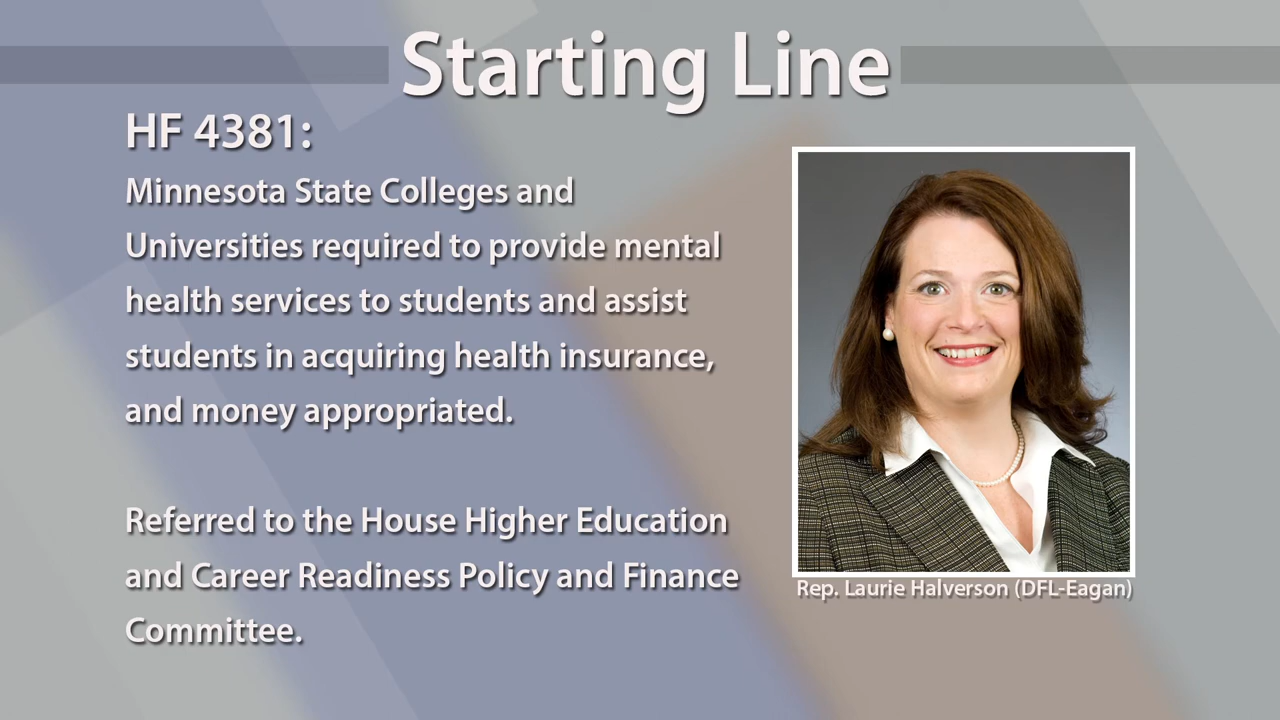 Starting Line
HF 4381:
Minnesota State Colleges and
Universities required to provide mental
health services to students and assist
students in acquiring health insurance,
and money appropriated.
Referred to the House Higher Education
and Career Readiness Policy and Finance
Committee.
Rep. Laurie Halverson (DFL-Eagan)